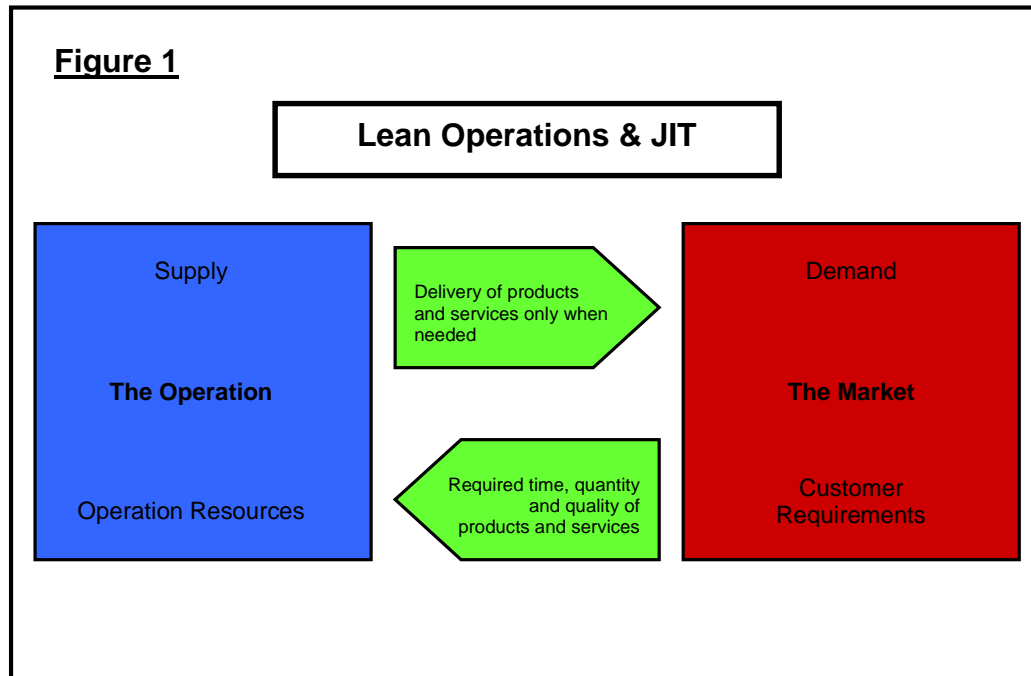 Figure 1
Lean Operations & JIT
Supply
The Operation
Operation Resources
Delivery of products
and services only when
needed
Required time, quantity
and quality of
products and services
Demand
The Market
Customer
Requirements